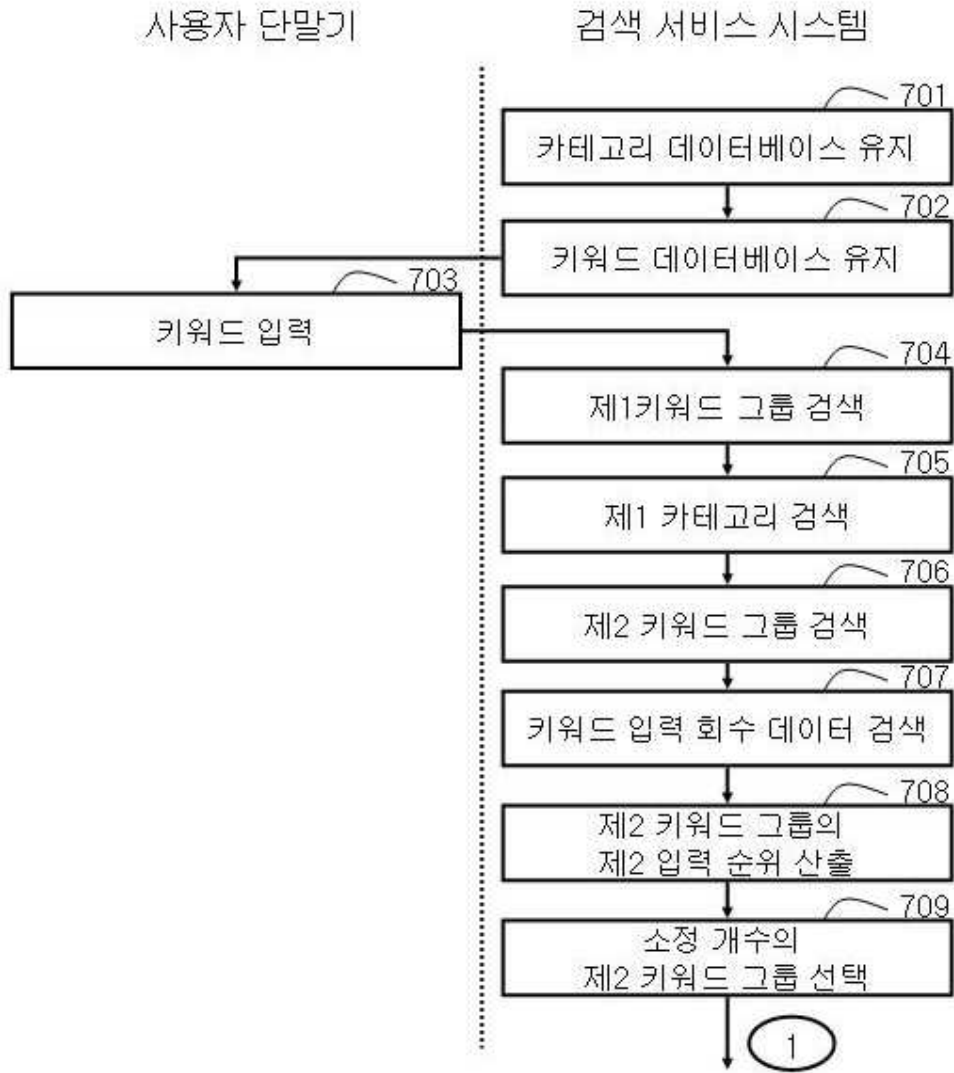 사용자 단말기
검색 서비스 시스템
701
카테고리 데이터베이스 유지
702
키워드 데이터베이스 유지
703
키워드 입력
704
제1키워드 그룹 검색
705
제1 카테고리 검색
706
제2 키워드 그룹 검색
707
키워드 입력 회수 데이터 검색
708
제2 키워드 그룹의
제2 입력 순위 산출
709
소정 개수의
제2 키워드 그룹 선택
1